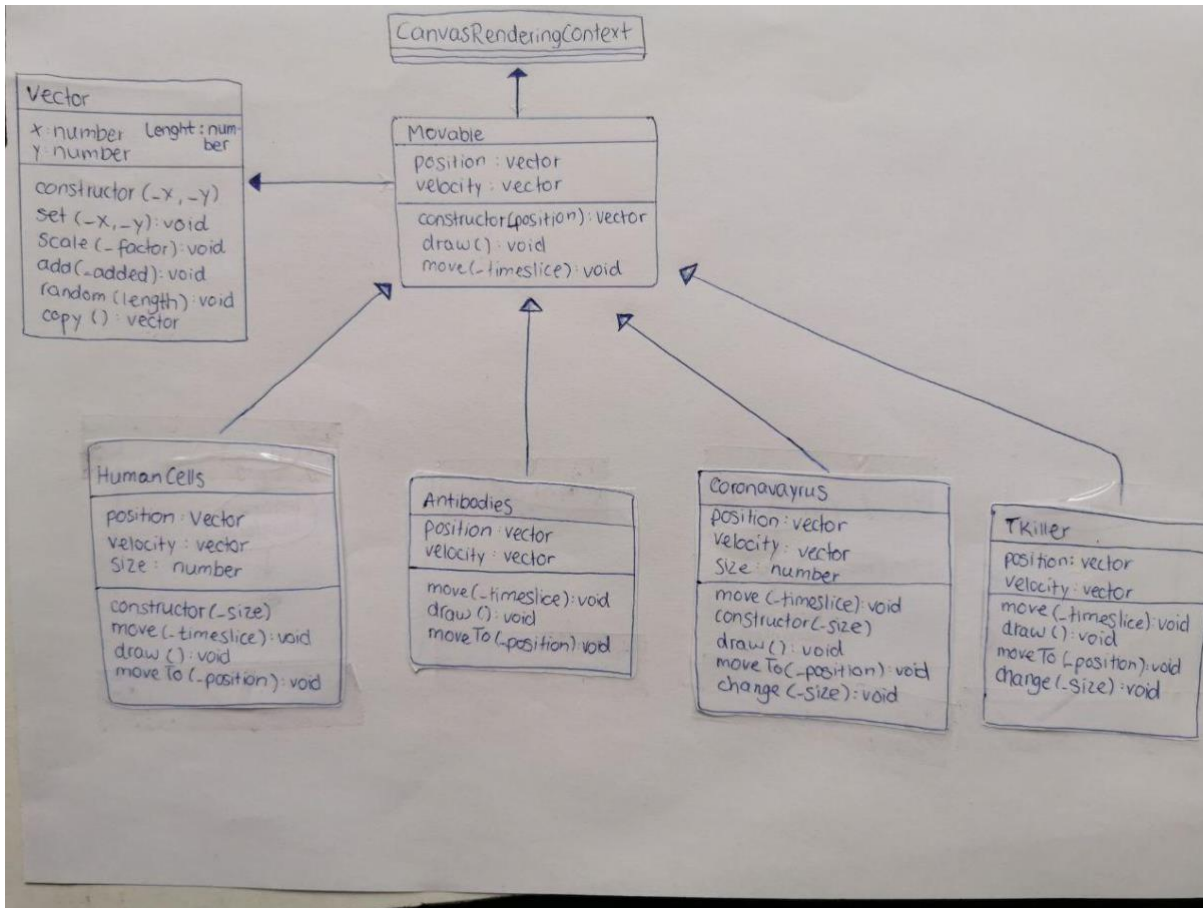 CanvasRenderingContext
Vector
x : number Lenght : num-
ber
y : number
constructor (_x, _y)
set (_x, _y) : void
Scale (_factor) : void
add (_added) : void
random (length) : void
copy () : vector
Movable
position : vector
velocity : vector
constructor(position) : vector
draw () : void
move (_timeslice) : void
Human Cells
position : Vector
velocity : vector
size : number
constructor (_size)
move (_timeslice) : void
draw () : void
move To (_position) : void
Antibodies
position : vector
velocity : vector
move (_timeslice) : void
draw () : void
move To (_position) : void
Coronavayrus
position : vector
velocity : vector
size : number
move (_timeslice) : void
constructor (_size)
draw () : void
move To (_position) : void
change (_size) : void
TKiller
position : vector
velocity : vector
move (_timeslice) : void
draw () : void
move To (_position) : void
change (_size) : void